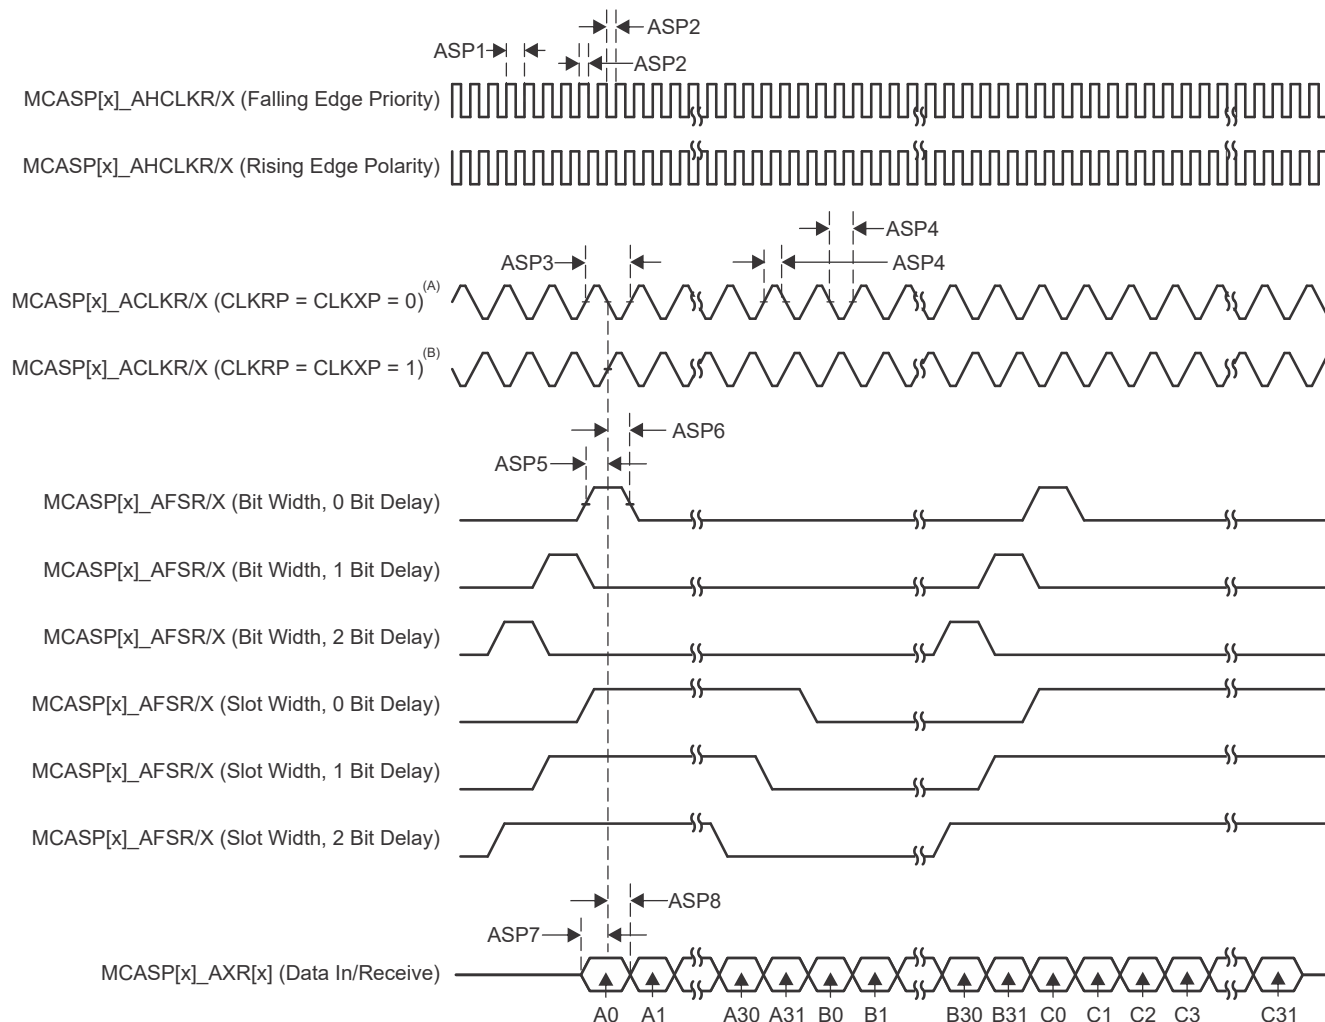 ASP2
ASP1
ASP2
MCASP[x]_AHCLKR/X (Falling Edge Priority)
MCASP[x]_AHCLKR/X (Rising Edge Polarity)
ASP4
ASP3
ASP4
MCASP[x]_ACLKR/X (CLKRP = CLKXP = 0)(A)
MCASP[x]_ACLKR/X (CLKRP = CLKXP = 1)(B)
ASP6
ASP5
MCASP[x]_AFSR/X (Bit Width, 0 Bit Delay)
MCASP[x]_AFSR/X (Bit Width, 1 Bit Delay)
MCASP[x]_AFSR/X (Bit Width, 2 Bit Delay)
MCASP[x]_AFSR/X (Slot Width, 0 Bit Delay)
MCASP[x]_AFSR/X (Slot Width, 1 Bit Delay)
MCASP[x]_AFSR/X (Slot Width, 2 Bit Delay)
ASP8
ASP7
MCASP[x]_AXR[x] (Data In/Receive)
A0 A1 A30 A31 B0 B1 B30 B31 C0 C1 C2 C3 C31